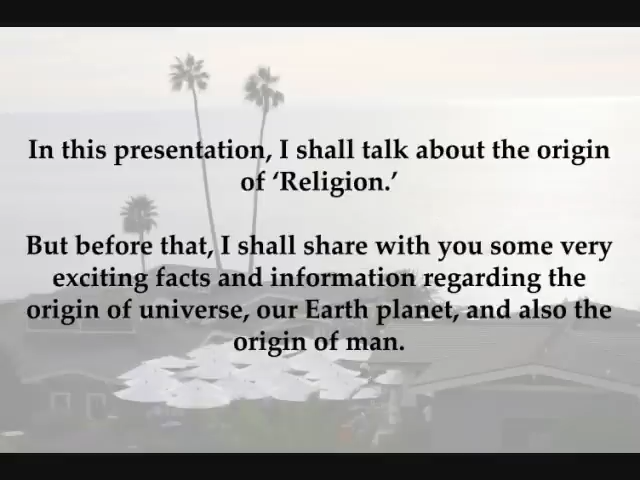 In this presentation, I shall talk about the origin
of ‘Religion.’
But before that, I shall share with you some very
exciting facts and information regarding the
origin of universe, our Earth planet, and also the
origin of man.